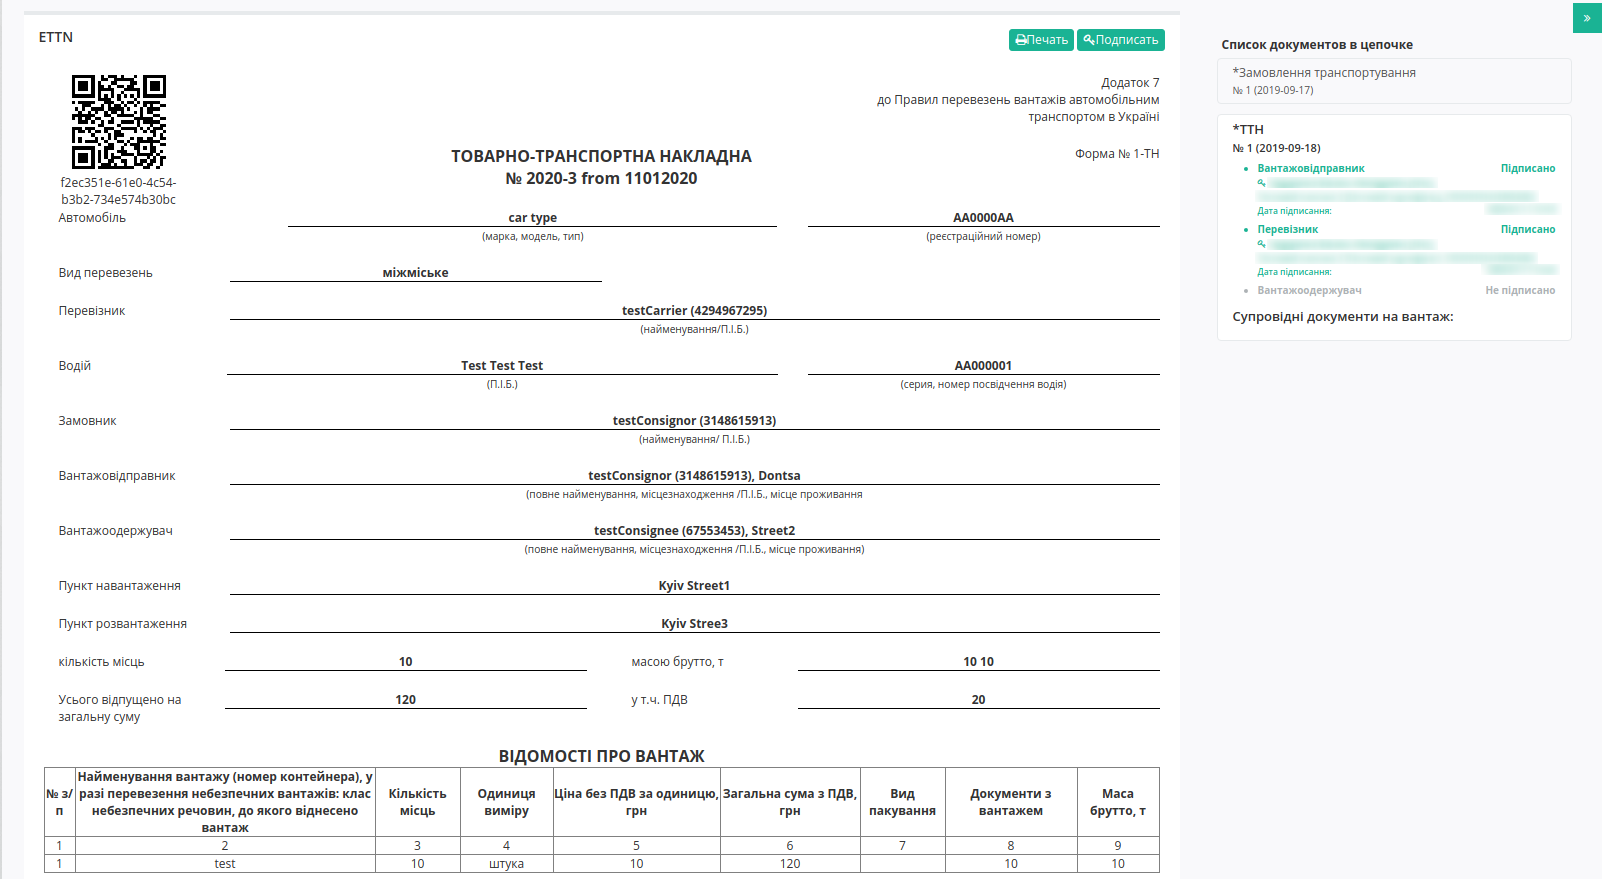 ETTN
Печать
Подписать
Додаток 7
до Правил перевезень вантажів автомобільним
транспортом в Україні
Форма № 1-ТН
ТОВАРНО-ТРАНСПОРТНА НАКЛАДНА
№ 2020-3 from 11012020
f2ec351e-61e0-4c54-
b3b2-734e574b30bc
Автомобіль car type AA0000AA
(марка, модель, тип) (реєстраційний номер)
Вид перевезень міжміське
Перевізник testCarrier (4294967295)
(найменування/П.І.Б.)
Водій Test Test Test AA000001
(П.І.Б.) (серия, номер посвідчення водія)
Замовник testConsignor (3148615913)
(найменування/ П.І.Б.)
Вантажовідправник testConsignor (3148615913), Dontsa
(повне найменування, місцезнаходження /П.І.Б., місце проживання
Вантажоодержувач testConsignee (67553453), Street2
(повне найменування, місцезнаходження /П.І.Б., місце проживання)
Пункт навантаження Kyiv Street1
Пункт розвантаження Kyiv Stree3
кількість місць 10 масою брутто, т 10 10
Усього відпущено на 120 у т.ч. ПДВ 20
загальну суму
ВІДОМОСТІ ПРО ВАНТАЖ
№ з/п Найменування вантажу (номер контейнера), у разі перевезення небезпечних вантажів: клас небезпечних речовин, до якого віднесено вантаж Кількість місць Одиниця виміру Ціна без ПДВ за одиницю, грн Загальна сума з ПДВ, грн Вид пакування Документи з вантажем Маса брутто, т
1 2 3 4 5 6 7 8 9
1 test 10 штука 10 120 10 10
»
Список документов в цепочке
*Замовлення транспортування
№ 1 (2019-09-17)
*ТТН
№ 1 (2019-09-18)
Вантажовідправник Підписано
Дата підписання:
Перевізник Підписано
Дата підписання:
Вантажоодержувач Не підписано
Супровідні документи на вантаж: